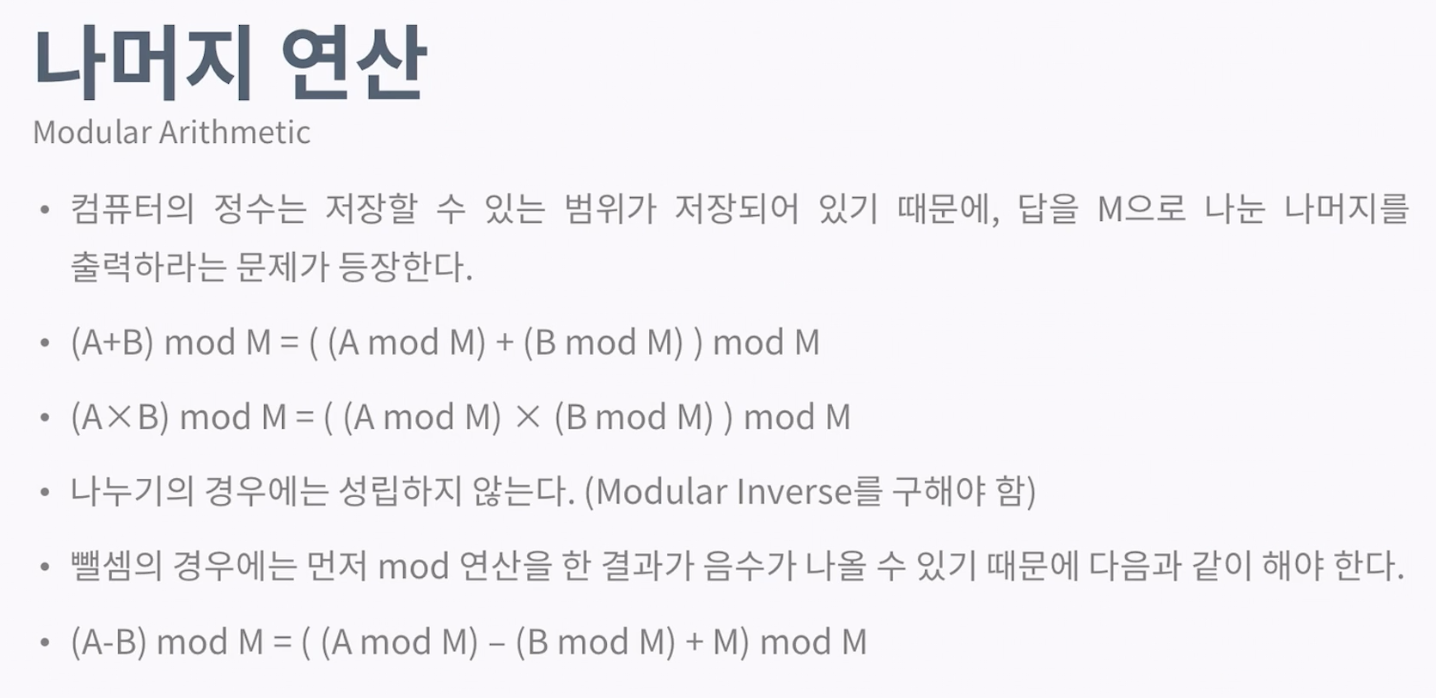 나머지 연산
Modular Arithmetic
• 컴퓨터의 정수는 저장할 수 있는 범위가 저장되어 있기 때문에, 답을 M으로 나눈 나머지를
출력하라는 문제가 등장한다.
• (A+B) mod M = ( (A mod M) + (B mod M) ) mod M
• (A×B) mod M = ( (A mod M) × (B mod M) ) mod M
• 나누기의 경우에는 성립하지 않는다. (Modular Inverse를 구해야 함)
• 뺄셈의 경우에는 먼저 mod 연산을 한 결과가 음수가 나올 수 있기 때문에 다음과 같이 해야 한다.
• (A-B) mod M = ( (A mod M) – (B mod M) + M) mod M